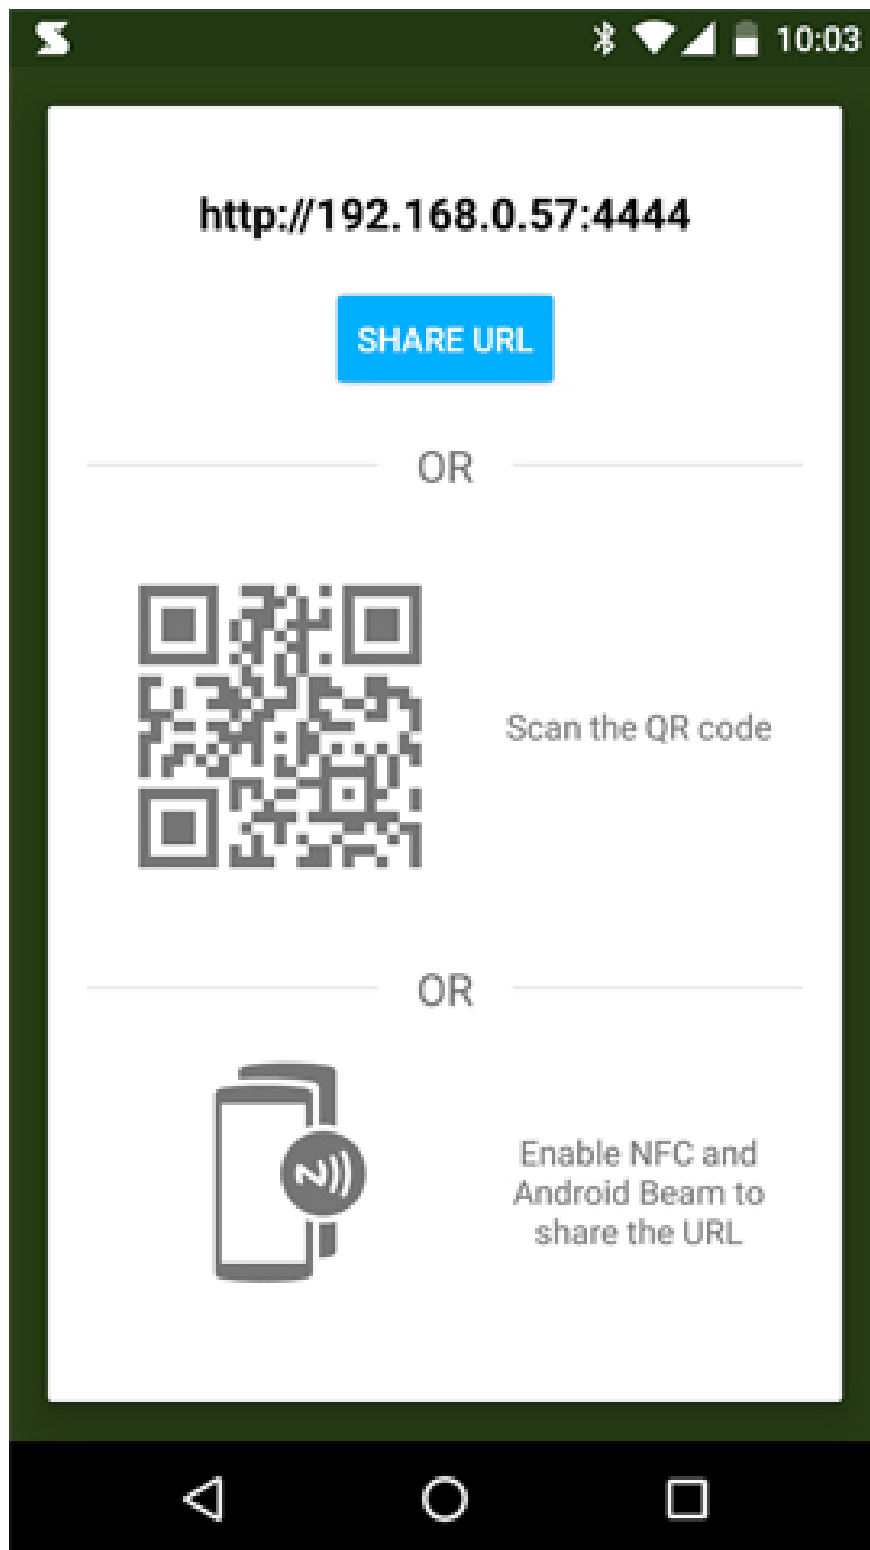 10:03
http://192.168.0.57:4444
SHARE URL
OR
Scan the QR code
OR
Enable NFC and
Android Beam to
share the URL